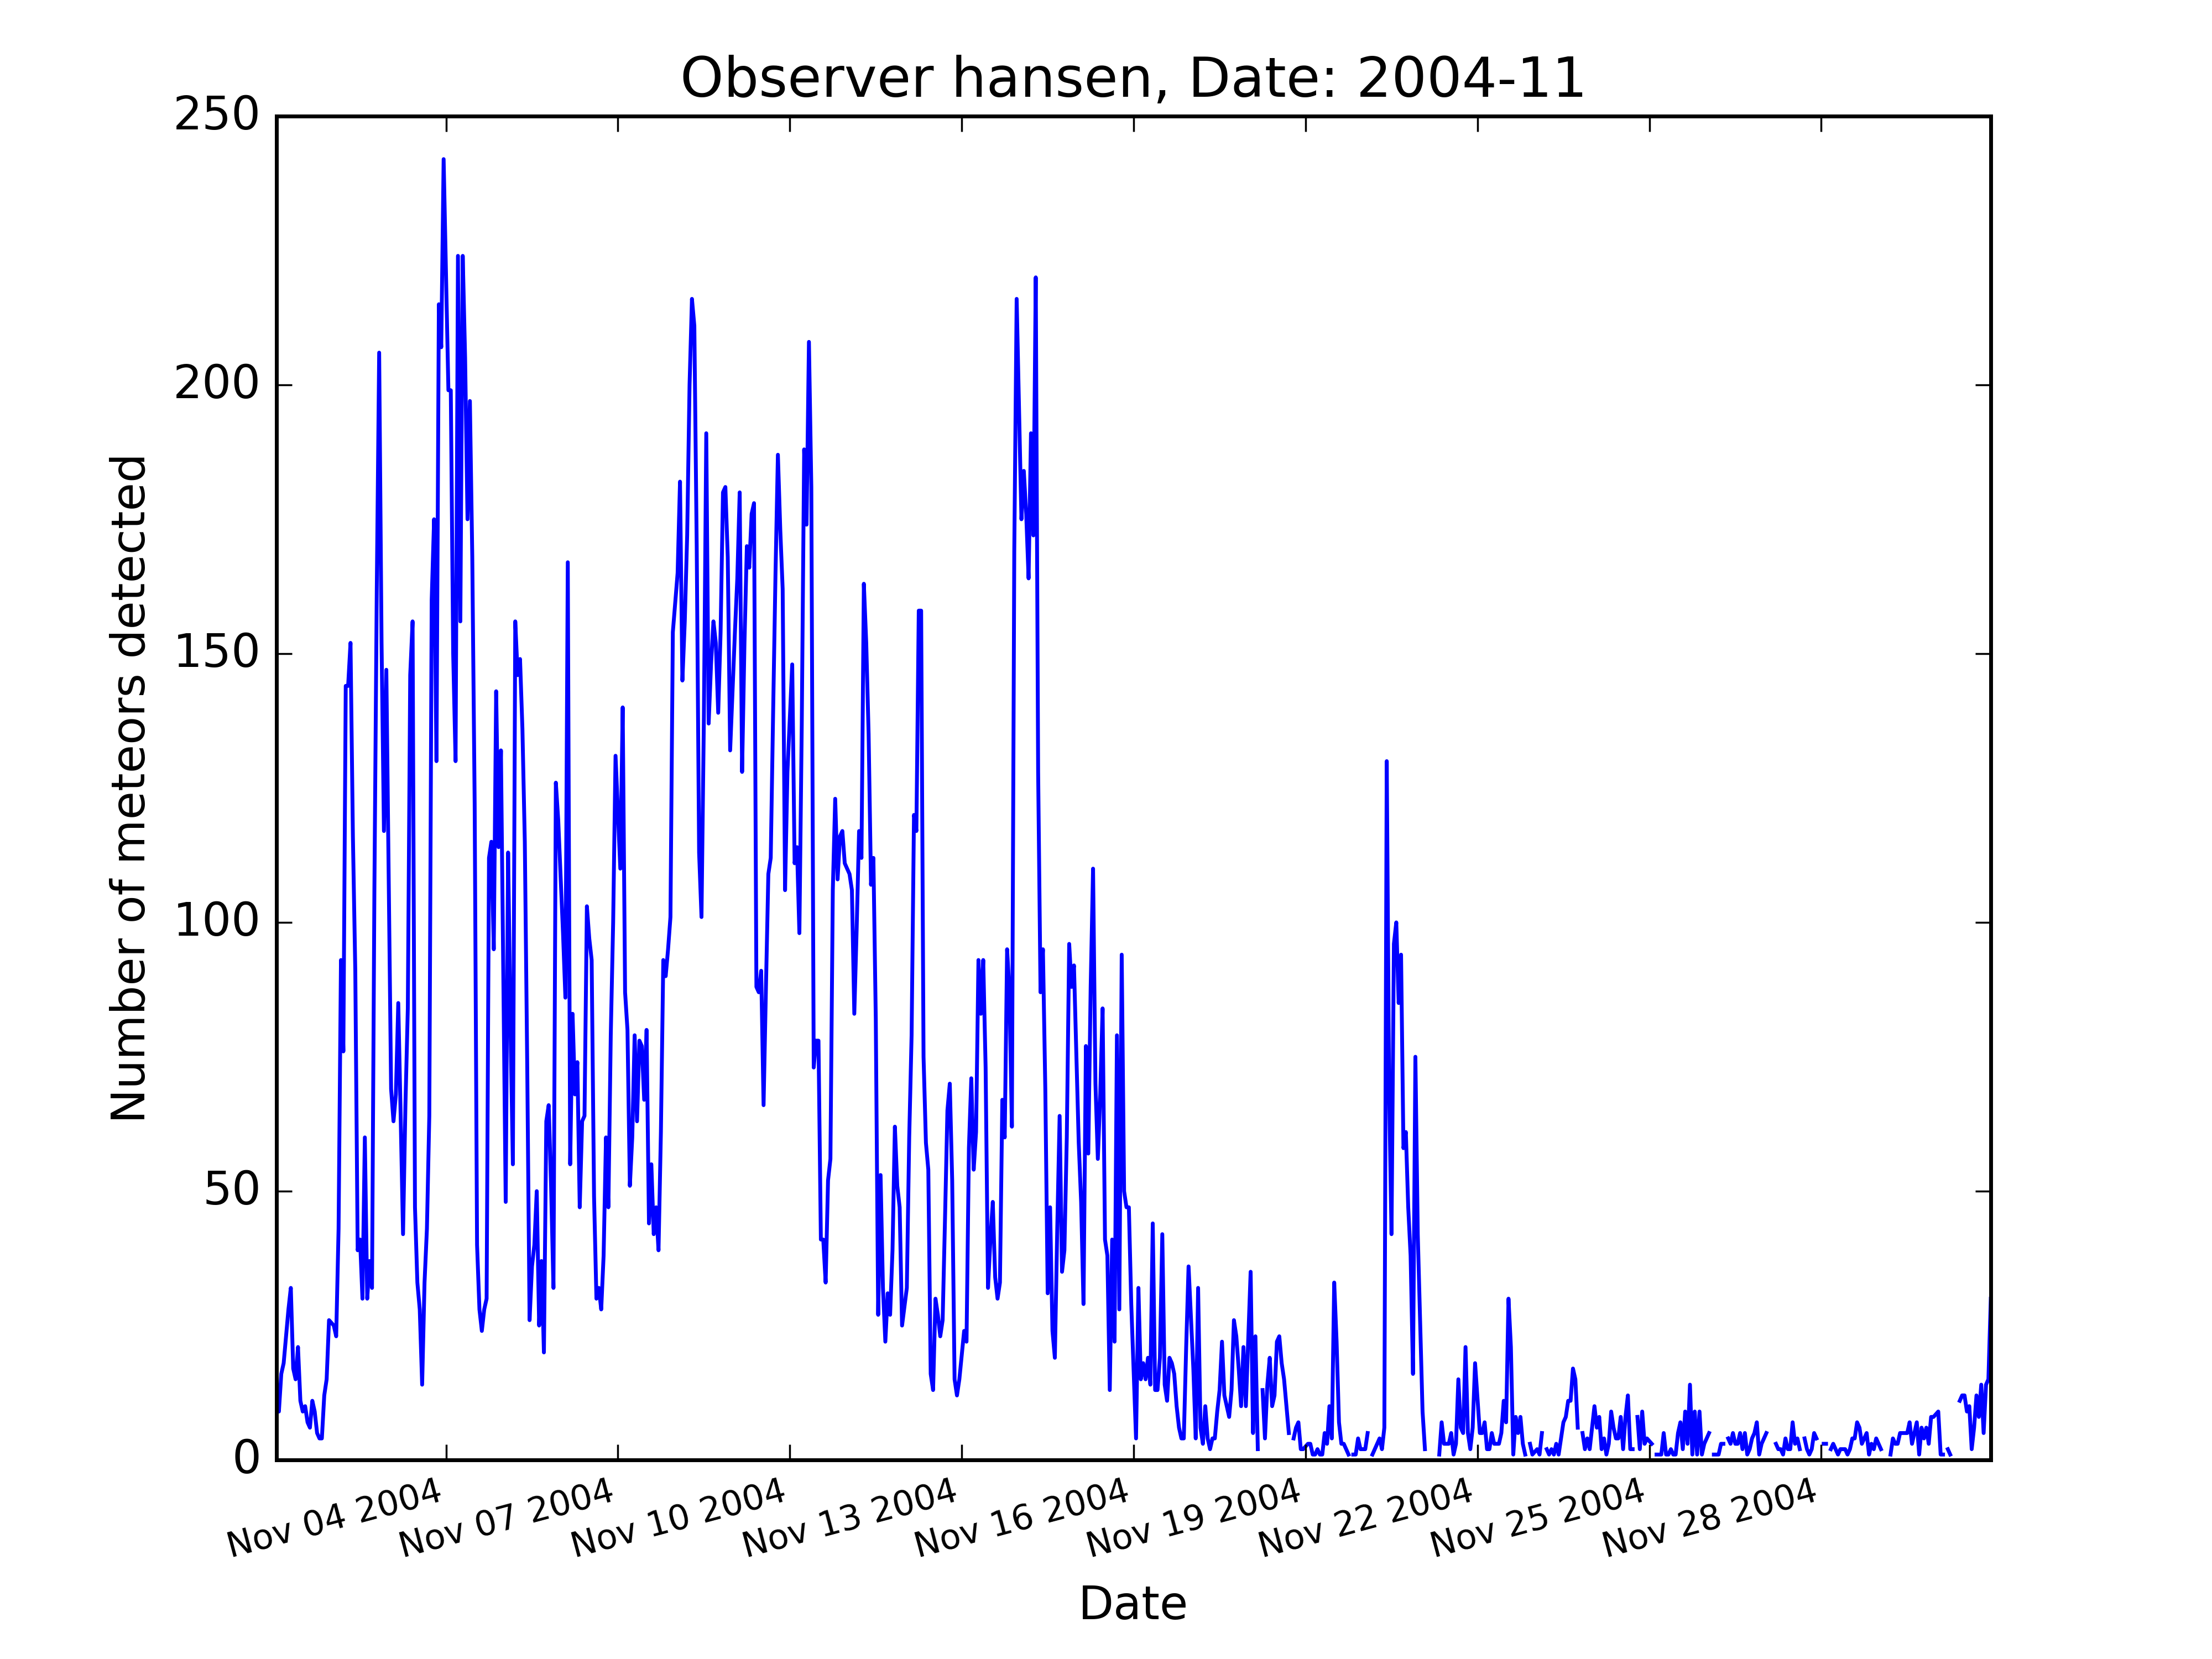 Observer hansen, Date: 2004-11
Number of meteors detected
250
200
150
100
50
0
Nov 04 2004
Nov 07 2004
Nov 10 2004
Nov 13 2004
Nov 16 2004
Nov 19 2004
Nov 22 2004
Nov 25 2004
Nov 28 2004
Date